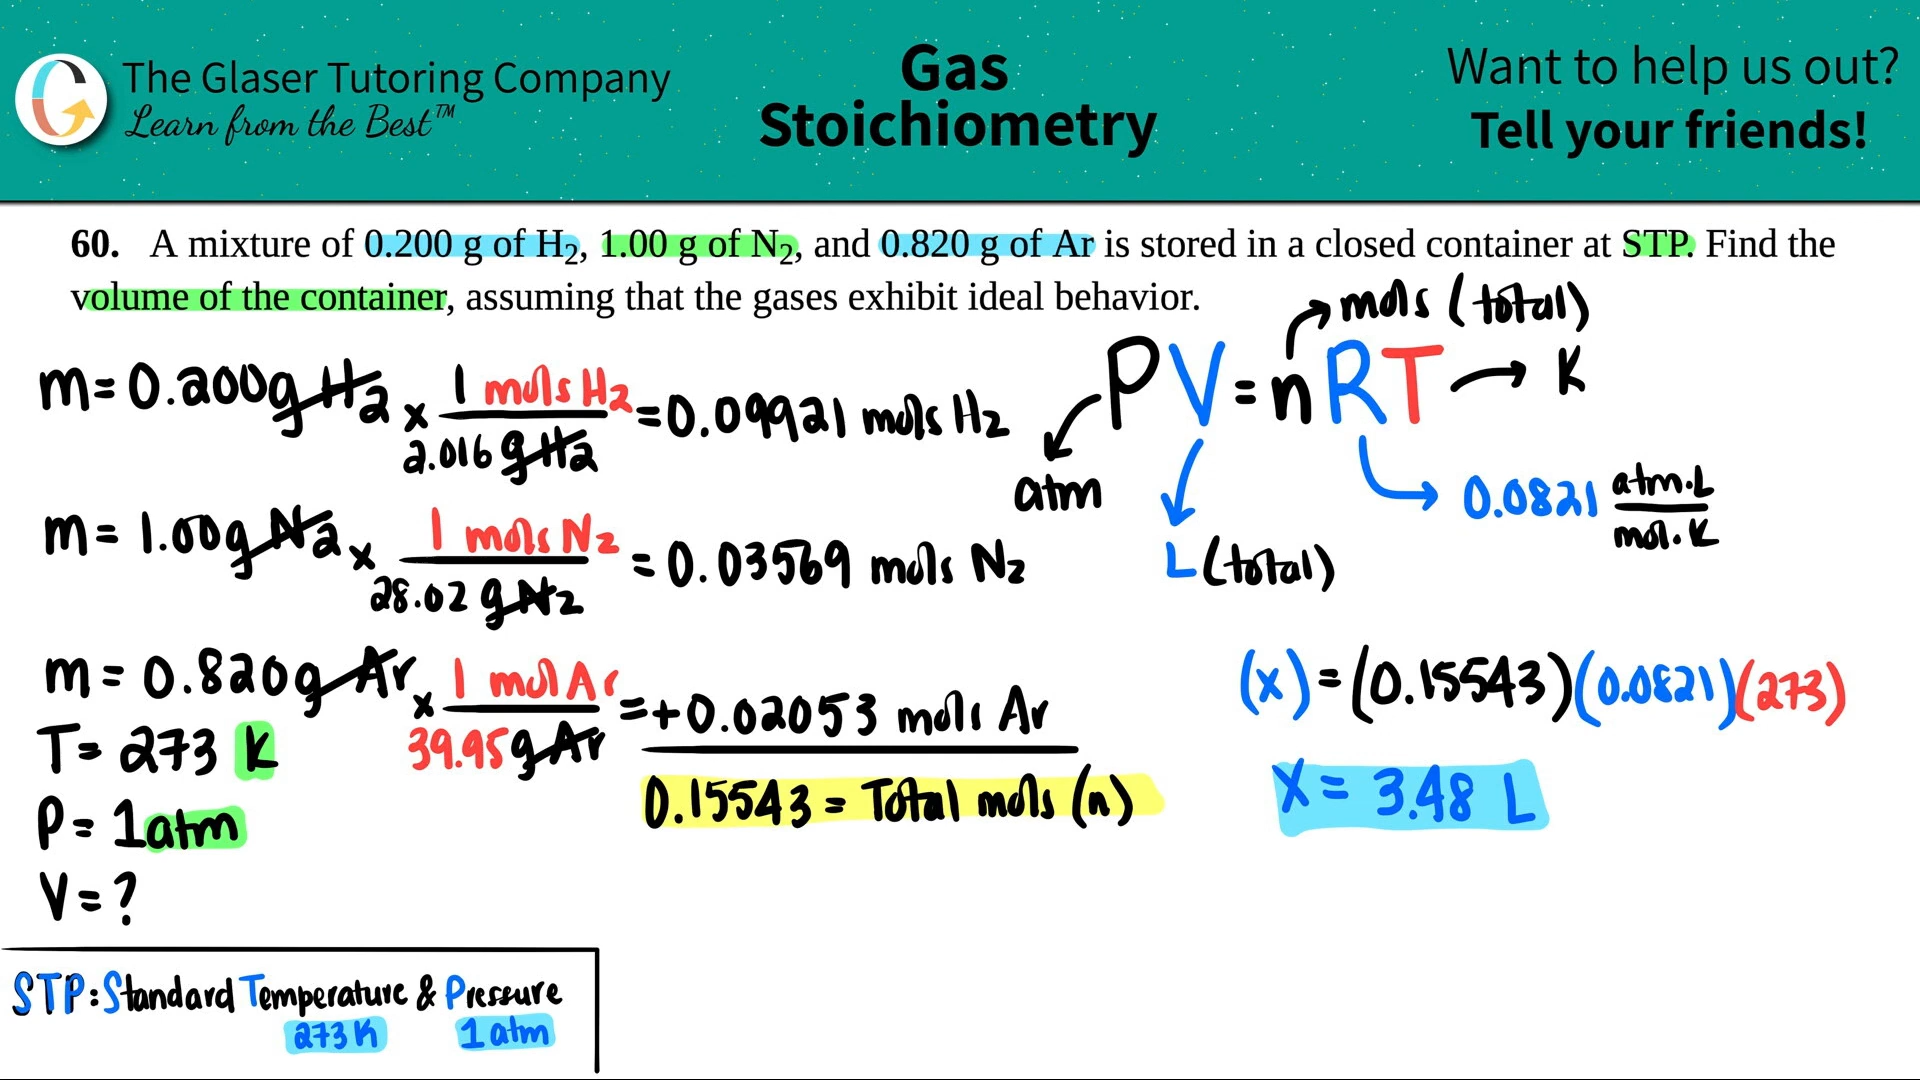 The Glaser Tutoring Company
Learn from the Best™
Gas
Stoichiometry
Want to help us out?
Tell your friends!
60. A mixture of 0.200 g of H₂, 1.00 g of N₂, and 0.820 g of Ar is stored in a closed container at STP. Find the
volume of the container, assuming that the gases exhibit ideal behavior.
m = 0.200g H₂ × 1 mols H₂ / 2.016 g H₂ = 0.09921 mols H₂
m = 1.00g N₂ × 1 mols N₂ / 28.02 g N₂ = 0.03569 mols N₂
m = 0.820g Ar × 1 mol Ar / 39.95 g Ar = +0.02053 mols Ar
0.15543 = Total mols (n)
T = 273 K
P = 1 atm
V = ?
STP: Standard Temperature & Pressure
273 K 1 atm
mols (total)
PV = nRT
K
atm
L (total)
0.0821 atm·L / mol·K
(x) = (0.15543)(0.0821)(273)
X = 3.48 L